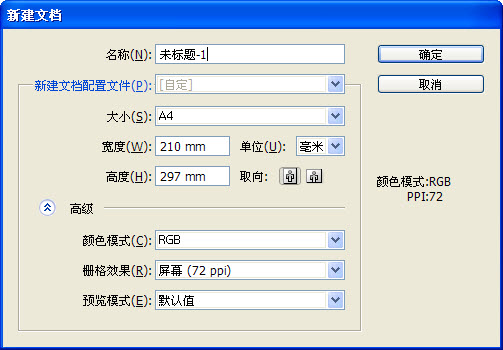 新建文档
名称(N): 未标题-1
确定
新建文档配置文件(P): [自定]
取消
大小(S): A4
宽度(W): 210 mm 单位(U): 毫米
高度(H): 297 mm 取向:
颜色模式:RGB
PPI:72
高级
颜色模式(C): RGB
栅格效果(R): 屏幕 (72 ppi)
预览模式(E): 默认值